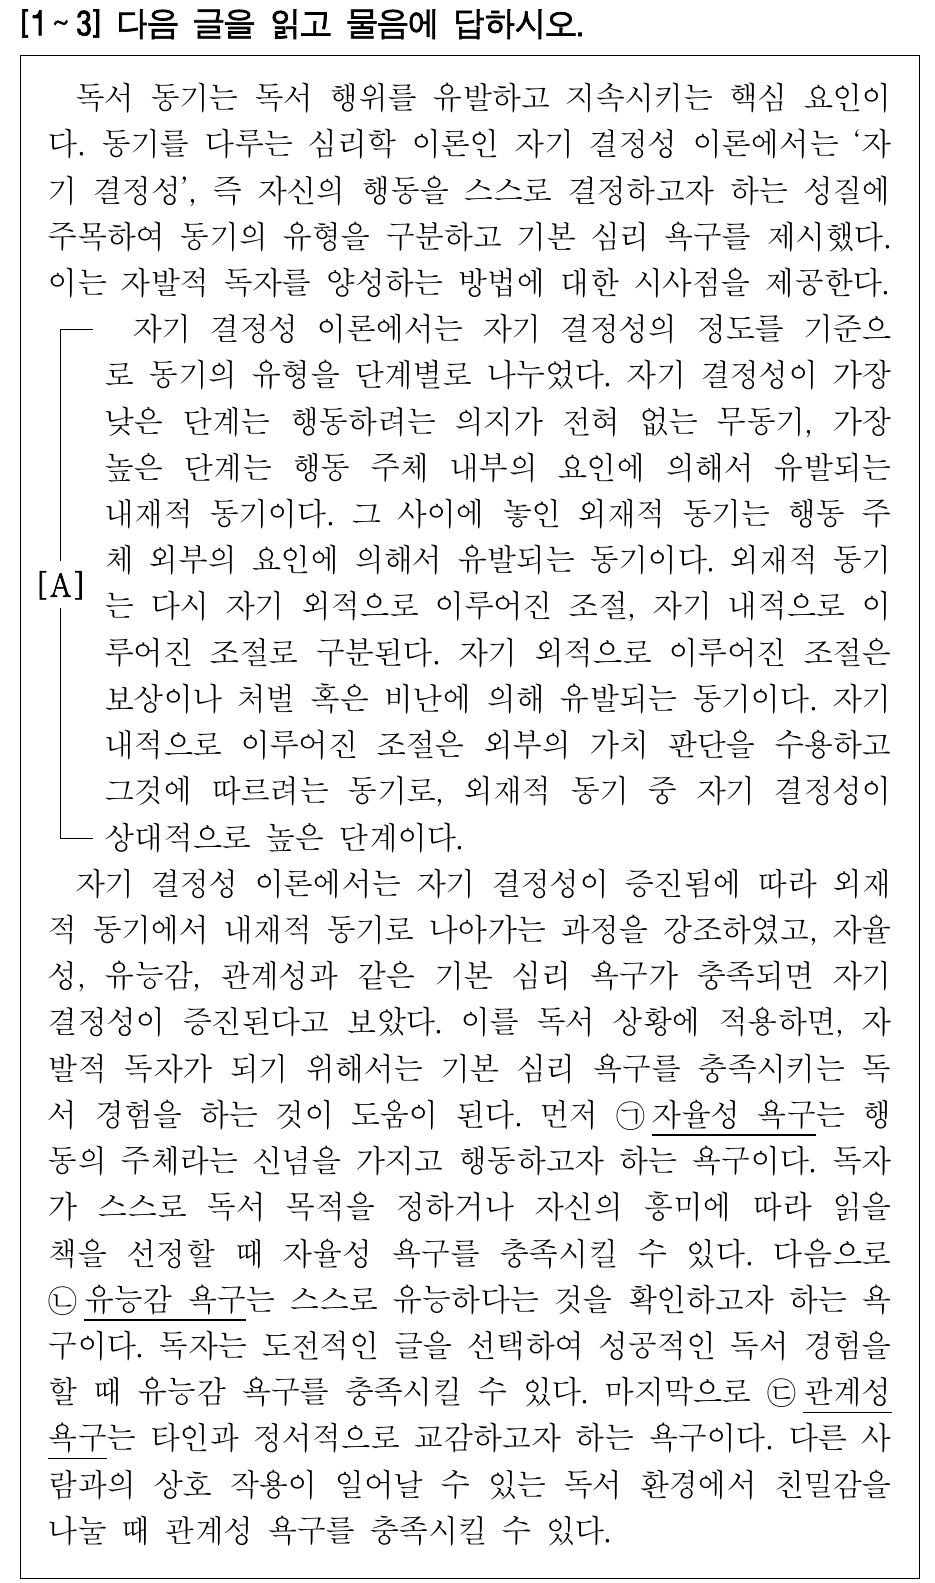 [1~3] 다음 글을 읽고 물음에 답하시오.
독서 동기는 독서 행위를 유발하고 지속시키는 핵심 요인이
다. 동기를 다루는 심리학 이론인 자기 결정성 이론에서는 ‘자
기 결정성’, 즉 자신의 행동을 스스로 결정하고자 하는 성질에
주목하여 동기의 유형을 구분하고 기본 심리 욕구를 제시했다.
이는 자발적 독자를 양성하는 방법에 대한 시사점을 제공한다.
자기 결정성 이론에서는 자기 결정성의 정도를 기준으
로 동기의 유형을 단계별로 나누었다. 자기 결정성이 가장
낮은 단계는 행동하려는 의지가 전혀 없는 무동기, 가장
높은 단계는 행동 주체 내부의 요인에 의해서 유발되는
내재적 동기이다. 그 사이에 놓인 외재적 동기는 행동 주
체 외부의 요인에 의해서 유발되는 동기이다. 외재적 동기
[A]
는 다시 자기 외적으로 이루어진 조절, 자기 내적으로 이
루어진 조절로 구분된다. 자기 외적으로 이루어진 조절은
보상이나 처벌 혹은 비난에 의해 유발되는 동기이다. 자기
내적으로 이루어진 조절은 외부의 가치 판단을 수용하고
그것에 따르려는 동기로, 외재적 동기 중 자기 결정성이
상대적으로 높은 단계이다.
자기 결정성 이론에서는 자기 결정성이 증진됨에 따라 외재
적 동기에서 내재적 동기로 나아가는 과정을 강조하였고, 자율
성, 유능감, 관계성과 같은 기본 심리 욕구가 충족되면 자기
결정성이 증진된다고 보았다. 이를 독서 상황에 적용하면, 자
발적 독자가 되기 위해서는 기본 심리 욕구를 충족시키는 독
서 경험을 하는 것이 도움이 된다. 먼저 ㉠자율성 욕구는 행
동의 주체라는 신념을 가지고 행동하고자 하는 욕구이다. 독자
가 스스로 독서 목적을 정하거나 자신의 흥미에 따라 읽을
책을 선정할 때 자율성 욕구를 충족시킬 수 있다. 다음으로
㉡유능감 욕구는 스스로 유능하다는 것을 확인하고자 하는 욕
구이다. 독자는 도전적인 글을 선택하여 성공적인 독서 경험을
할 때 유능감 욕구를 충족시킬 수 있다. 마지막으로 ㉢관계성
욕구는 타인과 정서적으로 교감하고자 하는 욕구이다. 다른 사
람과의 상호 작용이 일어날 수 있는 독서 환경에서 친밀감을
나눌 때 관계성 욕구를 충족시킬 수 있다.